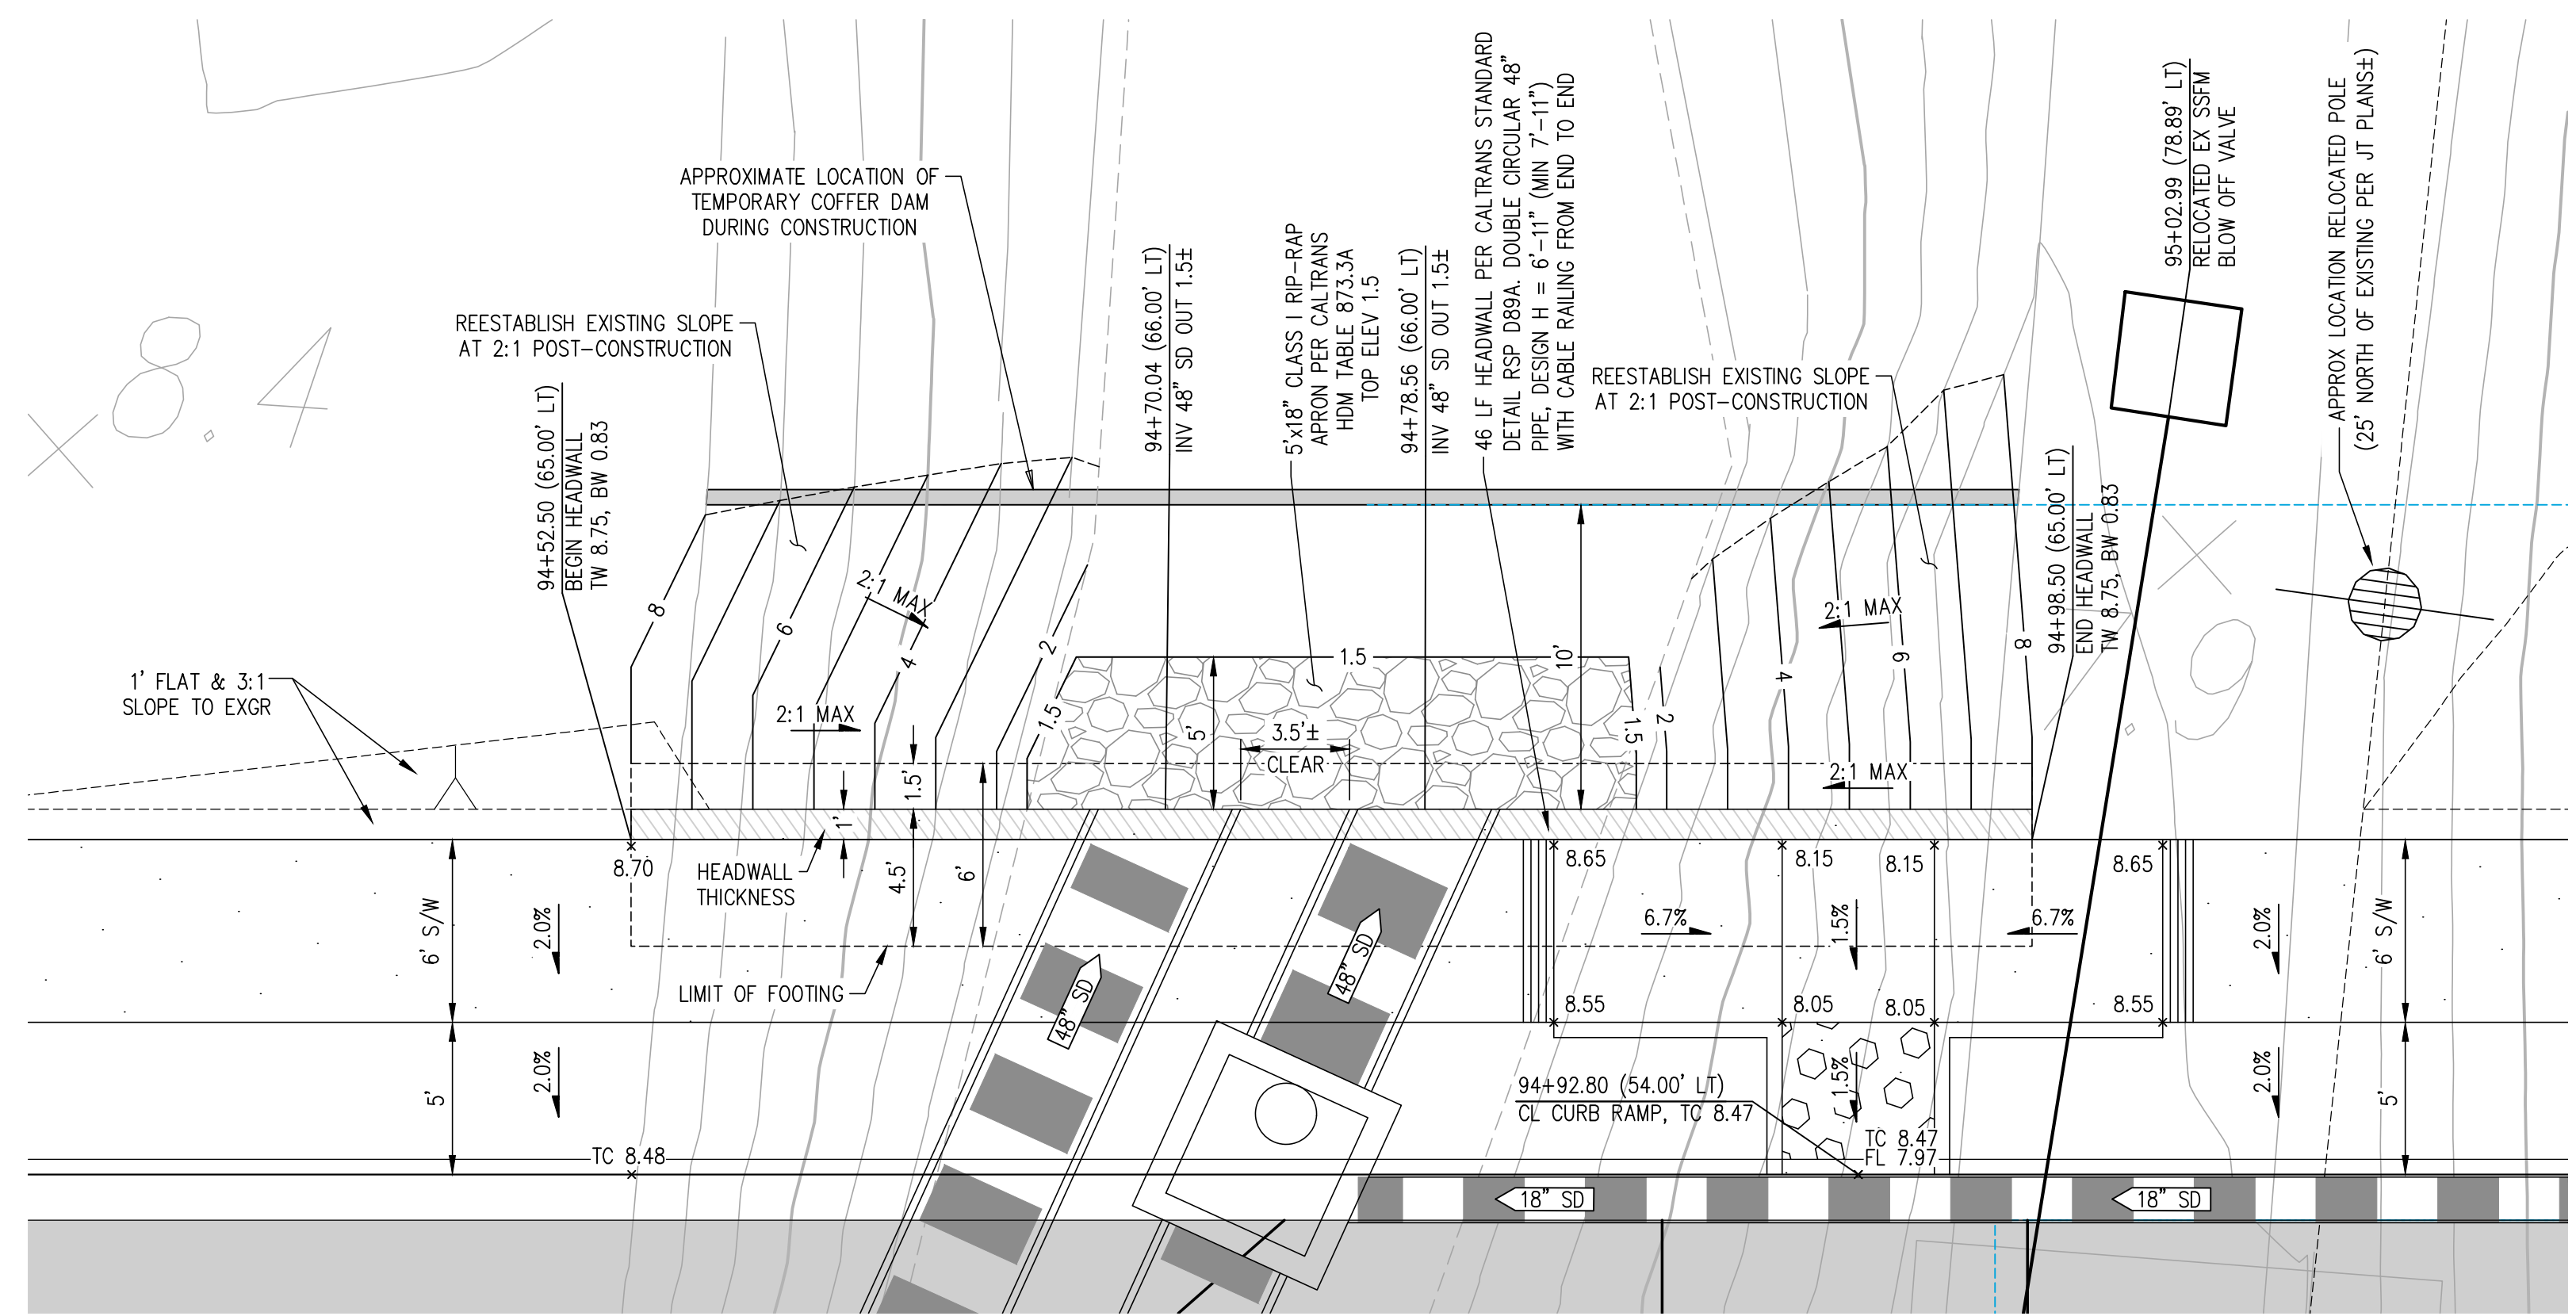 8.4
APPROXIMATE LOCATION OF
TEMPORARY COFFER DAM
DURING CONSTRUCTION
REESTABLISH EXISTING SLOPE
AT 2:1 POST-CONSTRUCTION
94+52.50 (65.00' LT)
BEGIN HEADWALL
TW 8.75, BW 0.83
94+70.04 (66.00' LT)
INV 48" SD OUT 1.5±
5'x18" CLASS I RIP-RAP
APRON PER CALTRANS
HDM TABLE 873.3A
TOP ELEV 1.5
94+78.56 (66.00' LT)
INV 48" SD OUT 1.5±
46 LF HEADWALL PER CALTRANS STANDARD
DETAIL RSP D89A. DOUBLE CIRCULAR 48"
PIPE, DESIGN H = 6'-11" (MIN 7'-11")
WITH CABLE RAILING FROM END TO END
REESTABLISH EXISTING SLOPE
AT 2:1 POST-CONSTRUCTION
94+98.50 (65.00' LT)
END HEADWALL
TW 8.75, BW 0.83
95+02.99 (78.89' LT)
RELOCATED EX SSFM
BLOW OFF VALVE
APPROX LOCATION RELOCATED POLE
(25' NORTH OF EXISTING PER JT PLANS±)
1' FLAT & 3:1
SLOPE TO EXGR
8
6
4
2
1.5
2:1 MAX
2:1 MAX
1.5
5'
3.5'±
CLEAR
10'
1.5
2
4
6
8
2:1 MAX
2:1 MAX
.0
1'
1.5'
4.5'
6'
HEADWALL
THICKNESS
LIMIT OF FOOTING
8.70
6' S/W
2.0%
5'
2.0%
TC 8.48
48" SD
48" SD
8.65
8.15
8.15
8.65
6.7%
1.5%
6.7%
8.55
8.05
8.05
8.55
1.5%
94+92.80 (54.00' LT)
CL CURB RAMP, TC 8.47
TC 8.47
FL 7.97
2.0%
6' S/W
2.0%
5'
18" SD
18" SD